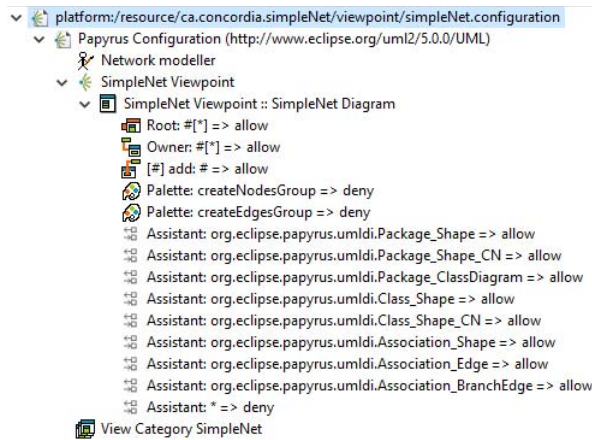 platform:/resource/ca.concordia.simpleNet/viewpoint/simpleNet.configuration
Papyrus Configuration (http://www.eclipse.org/uml2/5.0.0/UML)
Network modeller
SimpleNet Viewpoint
SimpleNet Viewpoint :: SimpleNet Diagram
Root: #[*] => allow
Owner: #[*] => allow
[#] add: # => allow
Palette: createNodesGroup => deny
Palette: createEdgesGroup => deny
Assistant: org.eclipse.papyrus.umldi.Package_Shape => allow
Assistant: org.eclipse.papyrus.umldi.Package_Shape_CN => allow
Assistant: org.eclipse.papyrus.umldi.Package_ClassDiagram => allow
Assistant: org.eclipse.papyrus.umldi.Class_Shape => allow
Assistant: org.eclipse.papyrus.umldi.Class_Shape_CN => allow
Assistant: org.eclipse.papyrus.umldi.Association_Shape => allow
Assistant: org.eclipse.papyrus.umldi.Association_Edge => allow
Assistant: org.eclipse.papyrus.umldi.Association_BranchEdge => allow
Assistant: * => deny
View Category SimpleNet